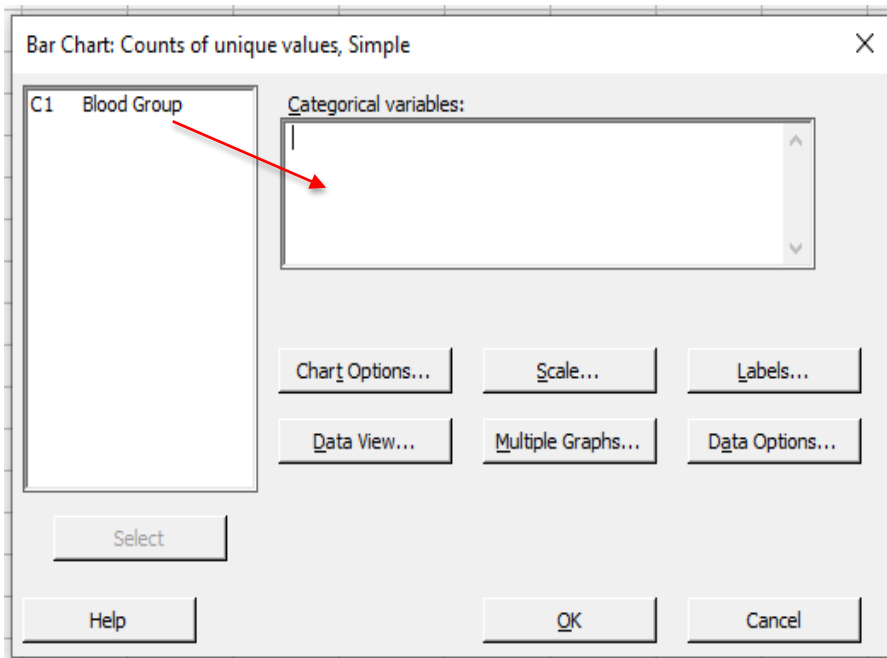 Bar Chart: Counts of unique values, Simple
C1 Blood Group
Categorical variables:
Chart Options...
Scale...
Labels...
Data View...
Multiple Graphs...
Data Options...
Select
Help
OK
Cancel